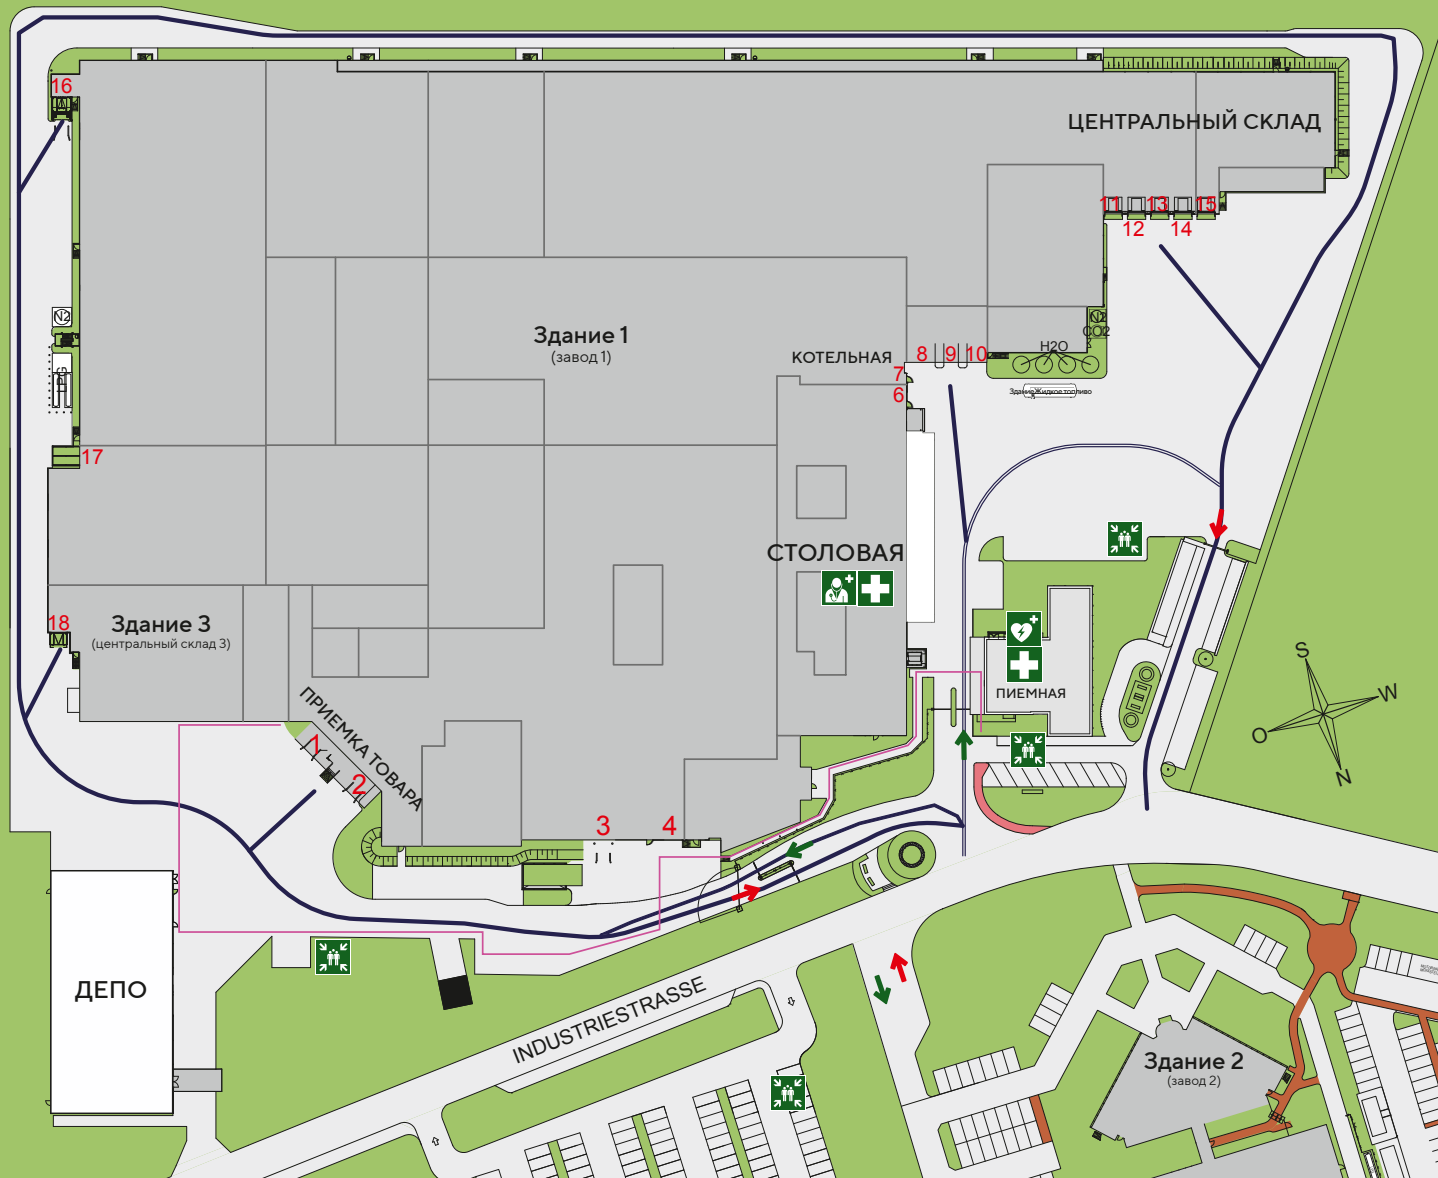 16
ЦЕНТРАЛЬНЫЙ СКЛАД
11
13
15
12
14
N2
N2
CO2
Здание 1
(завод 1)
КОТЕЛЬНАЯ
8
9
10
H2O
7
6
LPG
17
СТОЛОВАЯ
18
M
Здание 3
(центральный склад 3)
ПИЕМНАЯ
S
W
O
N
ПРИЕМКА ТОВАРА
1
2
3
4
ДЕПО
INDUSTRIESTRASSE
Здание 2
(завод 2)